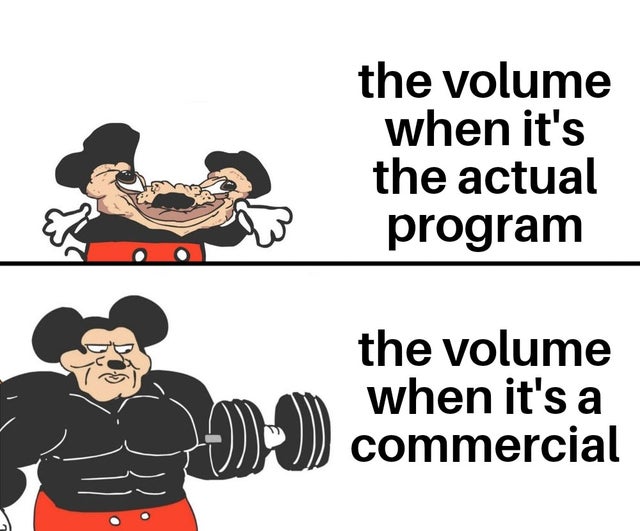 the volume
when it's
the actual
program
the volume
when it's a
commercial